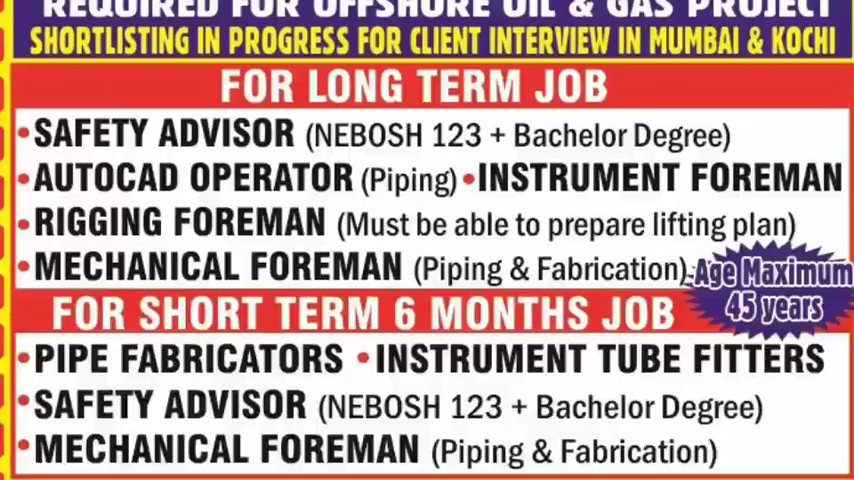 REQUIRED FOR OFFSHORE OIL & GAS PROJECT
SHORTLISTING IN PROGRESS FOR CLIENT INTERVIEW IN MUMBAI & KOCHI
FOR LONG TERM JOB
•SAFETY ADVISOR (NEBOSH 123 + Bachelor Degree)
•AUTOCAD OPERATOR (Piping) •INSTRUMENT FOREMAN
•RIGGING FOREMAN (Must be able to prepare lifting plan)
•MECHANICAL FOREMAN (Piping & Fabrication)
Age Maximum
45 years
FOR SHORT TERM 6 MONTHS JOB
•PIPE FABRICATORS •INSTRUMENT TUBE FITTERS
•SAFETY ADVISOR (NEBOSH 123 + Bachelor Degree)
•MECHANICAL FOREMAN (Piping & Fabrication)